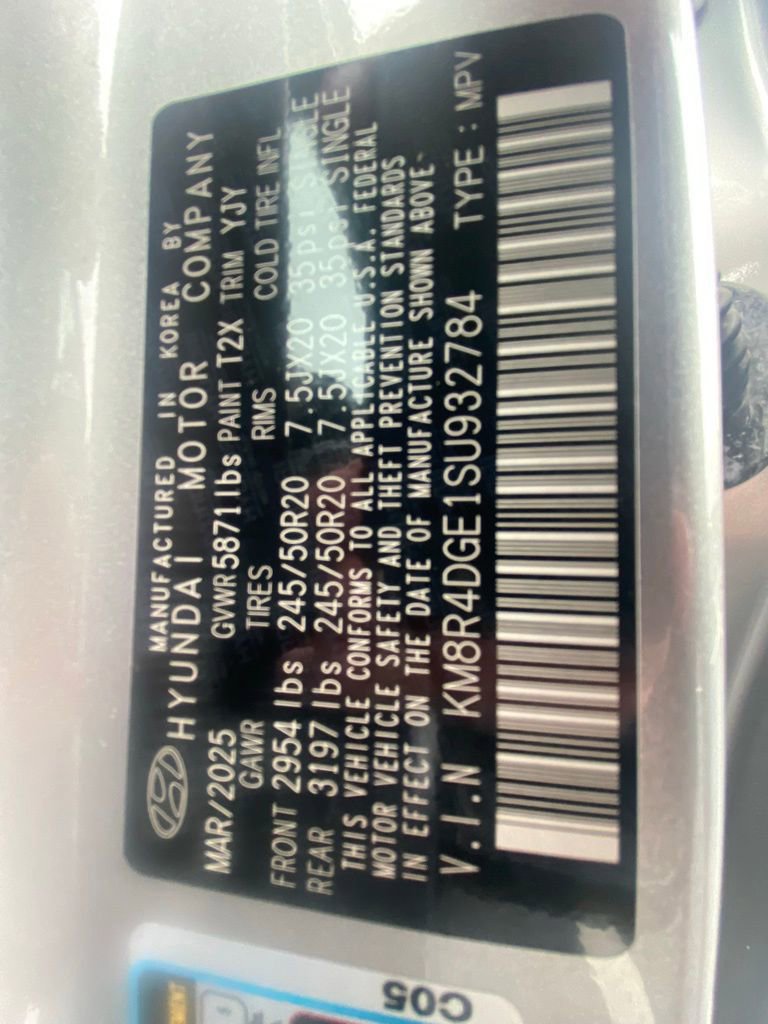 MANUFACTURED IN KOREA BY
HYUNDAI MOTOR COMPANY
MAR/2025 GVWR5871lbs PAINT T2X TRIM YJY
GAWR TIRES RIMS COLD TIRE INFL
FRONT 2954 lbs 245/50R20 7.5JX20 35psi SINGLE
REAR 3197 lbs 245/50R20 7.5JX20 35psi SINGLE
THIS VEHICLE CONFORMS TO ALL APPLICABLE U.S.A. FEDERAL
MOTOR VEHICLE SAFETY AND THEFT PREVENTION STANDARDS
IN EFFECT ON THE DATE OF MANUFACTURE SHOWN ABOVE.
V.I.N KM8R4DGE1SU932784 TYPE : MPV
C05